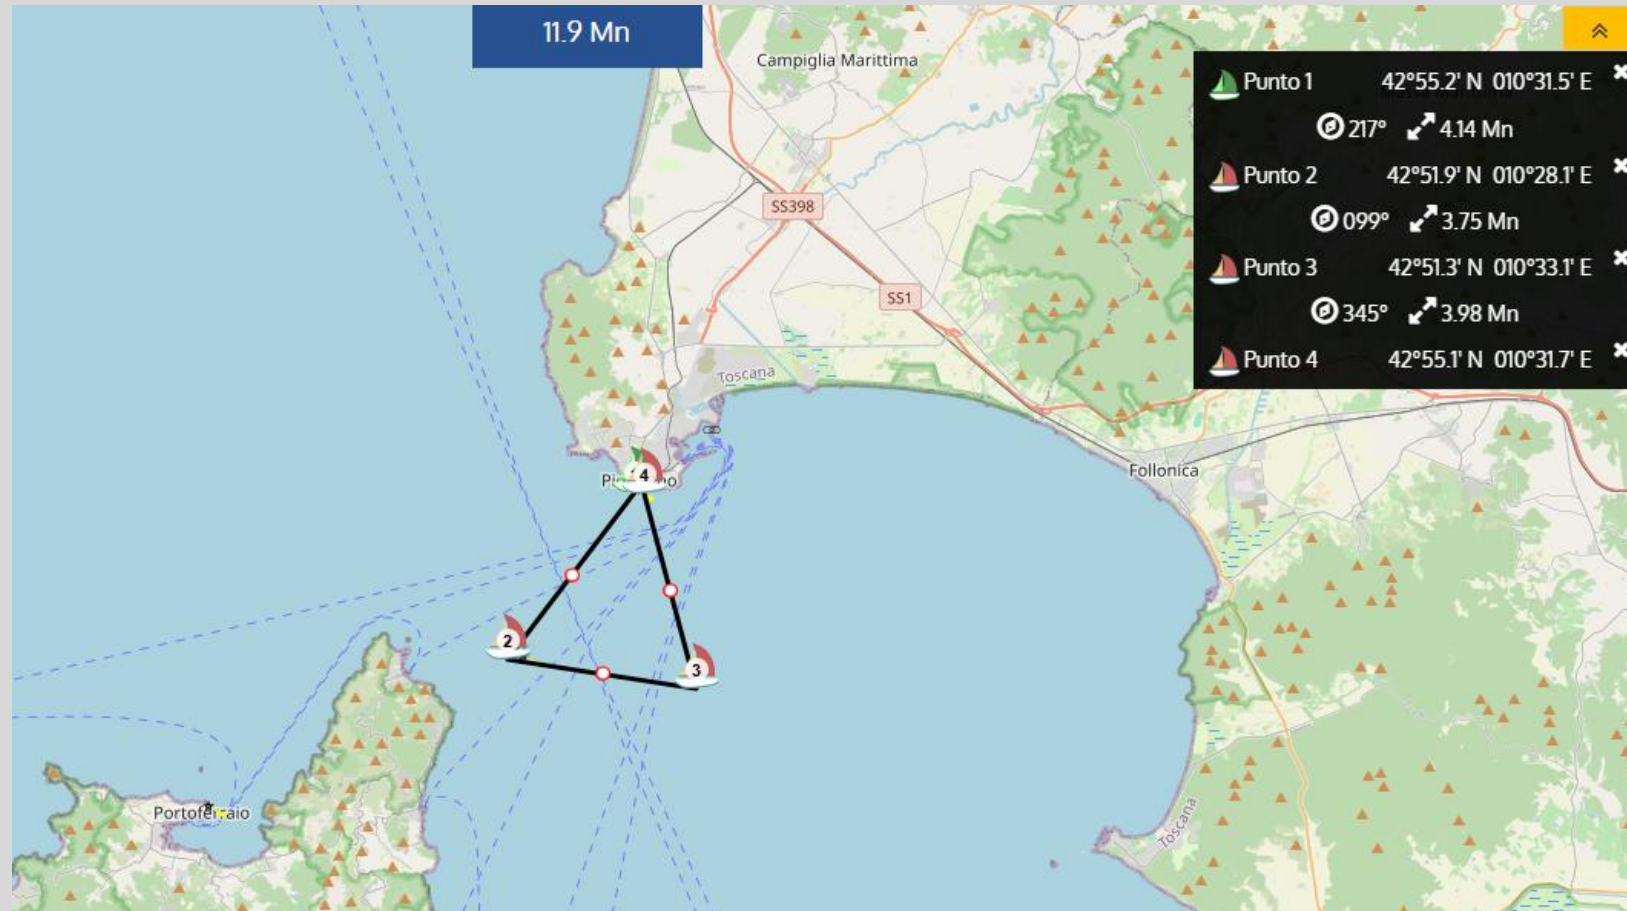 11.9 Mn
Campiglia Marittima
Punto 1 42°55.2' N 010°31.5' E
217° 4.14 Mn
Punto 2 42°51.9' N 010°28.1' E
099° 3.75 Mn
Punto 3 42°51.3' N 010°33.1' E
345° 3.98 Mn
Punto 4 42°55.1' N 010°31.7' E
SS398
SS1
Toscana
Follonica
4
2
3
Portoferraio
Toscana